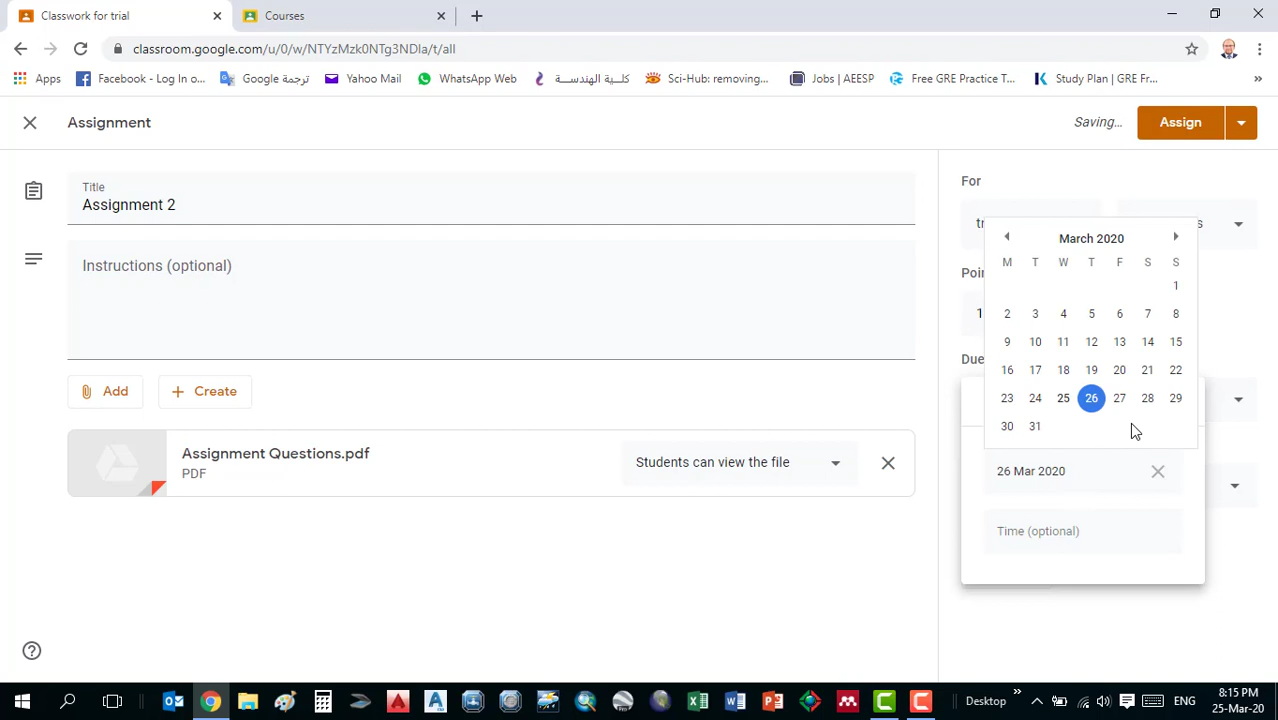 Classwork for trial
Courses
classroom.google.com/u/0/w/NTYzMzk0NTg3NDIa/t/all
Apps
Facebook - Log In o...
ترجمة Google
Yahoo Mail
WhatsApp Web
كلـــية الهندســـة
Sci-Hub: removing...
Jobs | AEESP
Free GRE Practice T...
Study Plan | GRE Fr...
Assignment
Saving...
Assign
Title
Assignment 2
Instructions (optional)
Add
Create
Assignment Questions.pdf
PDF
Students can view the file
For
tr
s
Poin
1
Due
March 2020
M T W T F S S
1
2 3 4 5 6 7 8
9 10 11 12 13 14 15
16 17 18 19 20 21 22
23 24 25 26 27 28 29
30 31
26 Mar 2020
Time (optional)
Desktop
ENG
8:15 PM
25-Mar-20